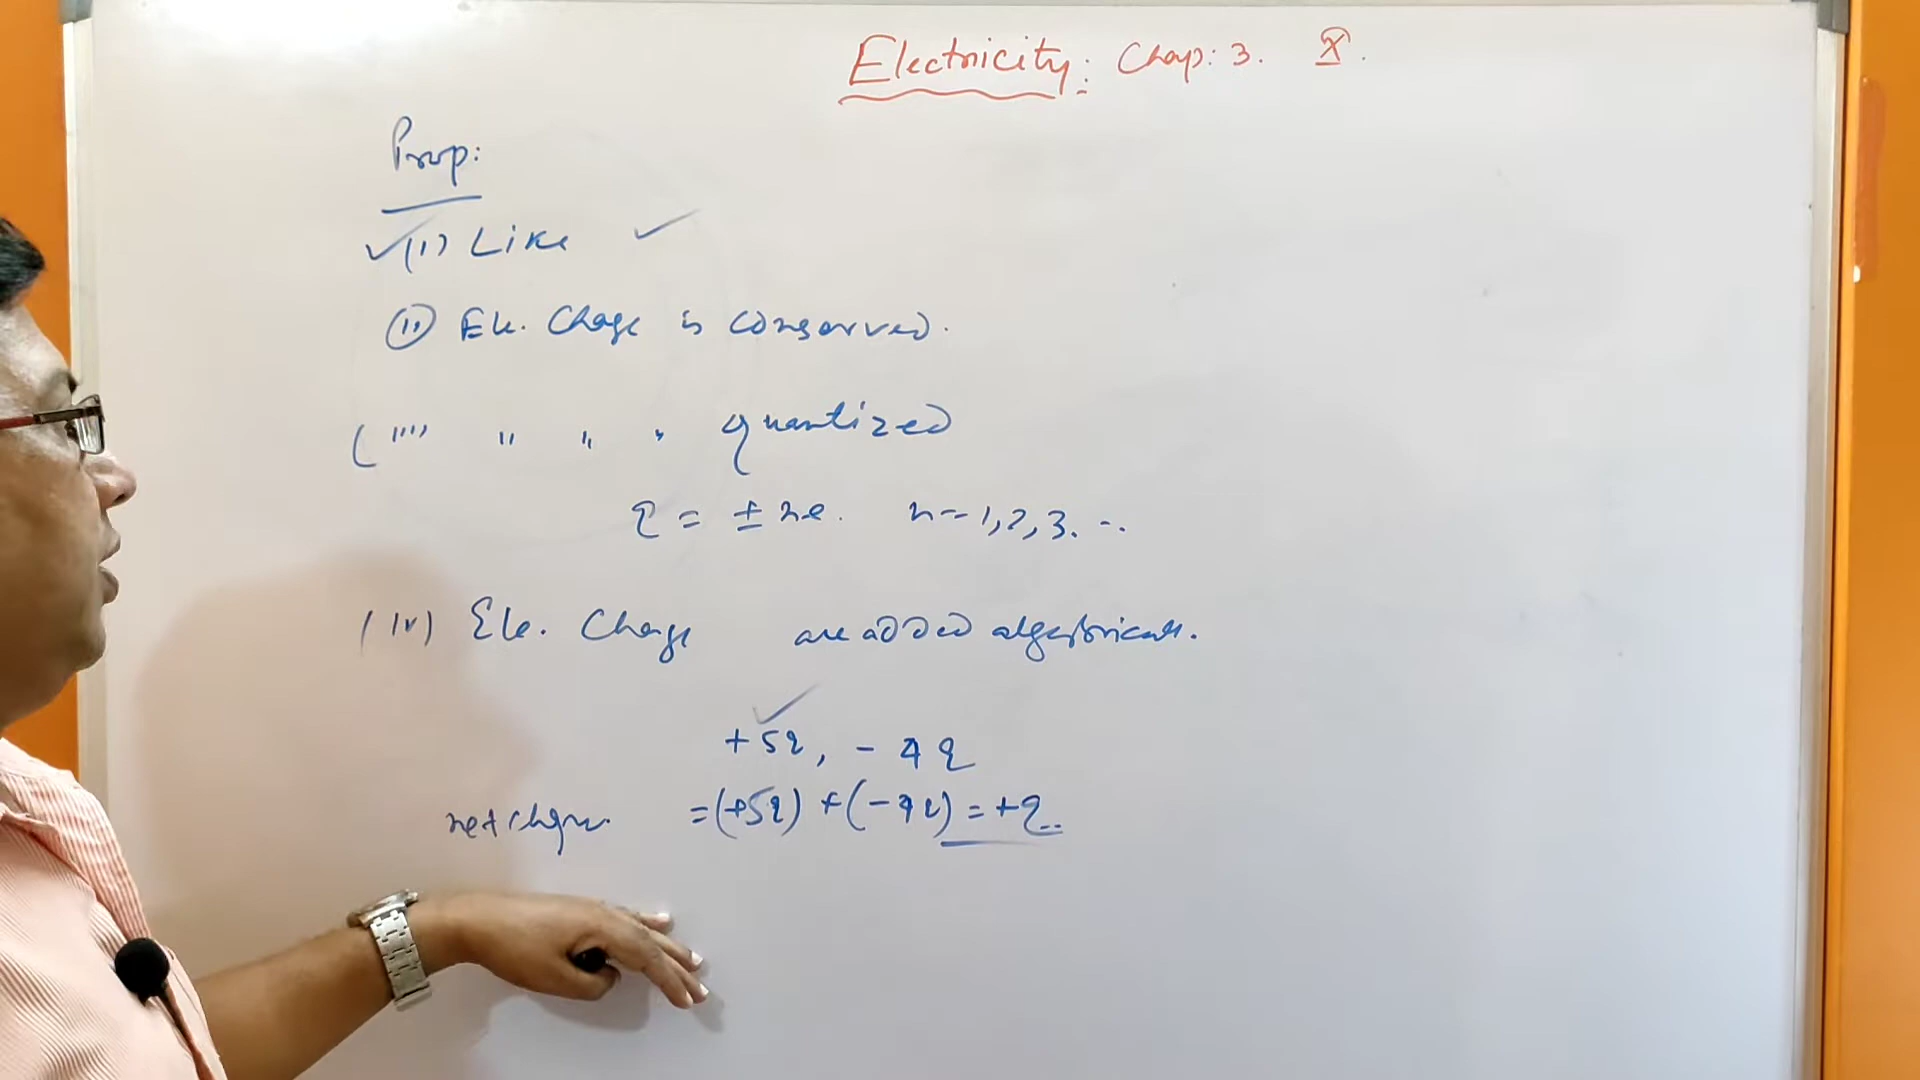 Electricity: Chap: 3. X.
Prop:
(i) Like
(ii) Ele. Charge is conserved.
(iii) " " " quantized
q = ± ne. n = 1, 2, 3. ...
(iv) Ele. Charge are added algebrically.
+5q, - 4q
net charge. = (+5q) + (-4q) = +q..